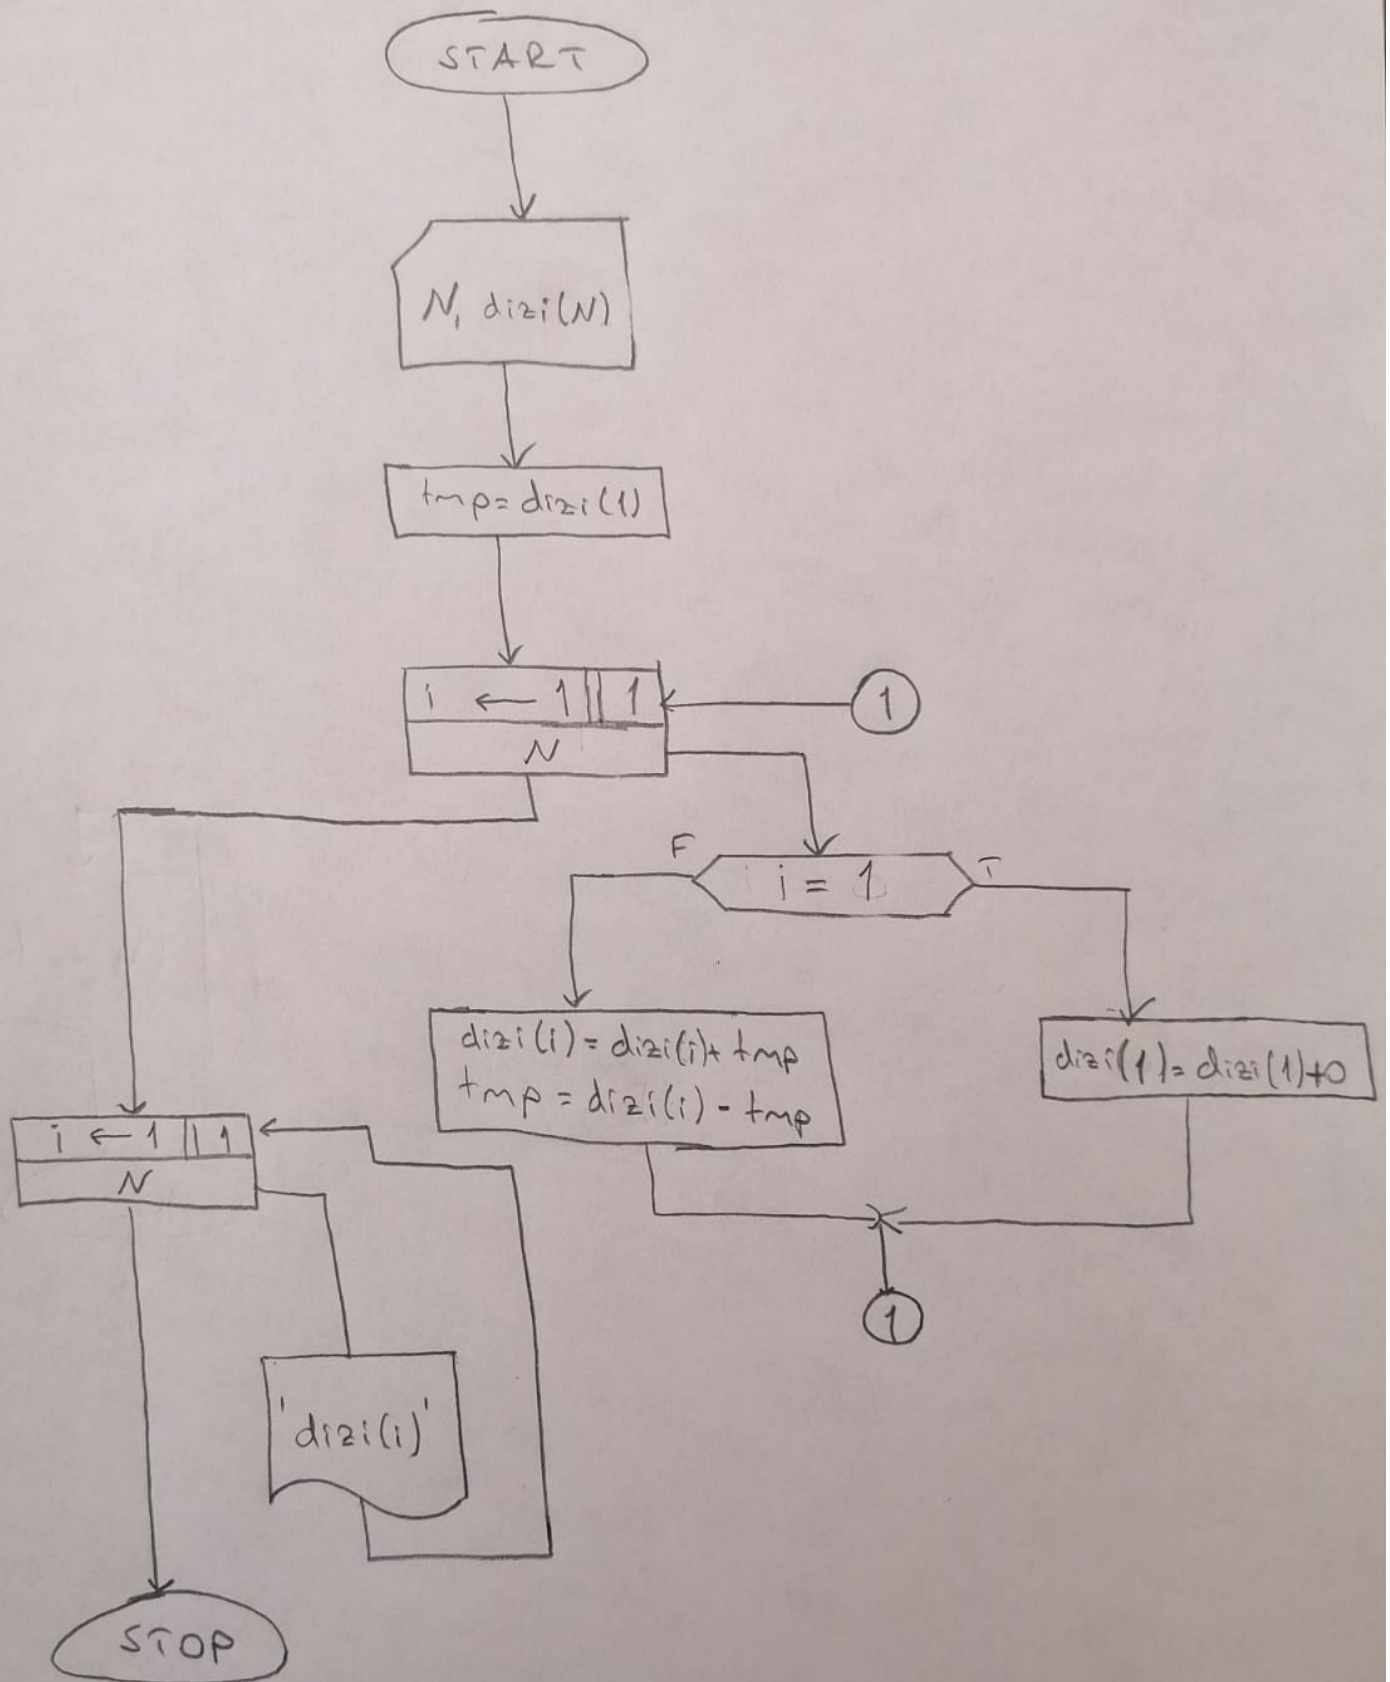 START
N, dizi(N)
tmp=dizi(1)
i ← 1 1
1
N
F
i = 1
T
dizi(i)=dizi(i)+ tmp
tmp = dizi(i) - tmp
dizi(1)=dizi(1)+0
i ← 1 1
N
1
'dizi(i)'
STOP